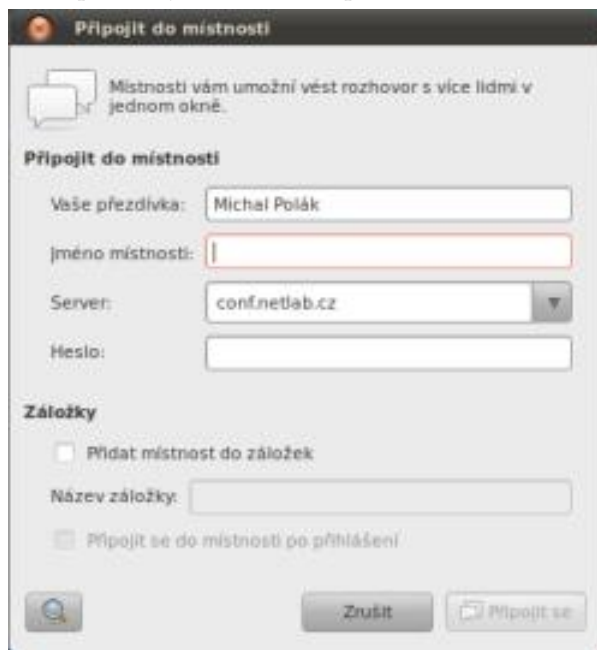 Připojit do místnosti
Místnosti vám umožní vést rozhovor s více lidmi v
jednom okně.
Připojit do místnosti
Vaše přezdívka: Michal Polák
Jméno místnosti:
Server: conf.netlab.cz
Heslo:
Záložky
Přidat místnost do záložek
Název záložky:
Připojit se do místnosti po přihlášení
Zrušit Připojit se